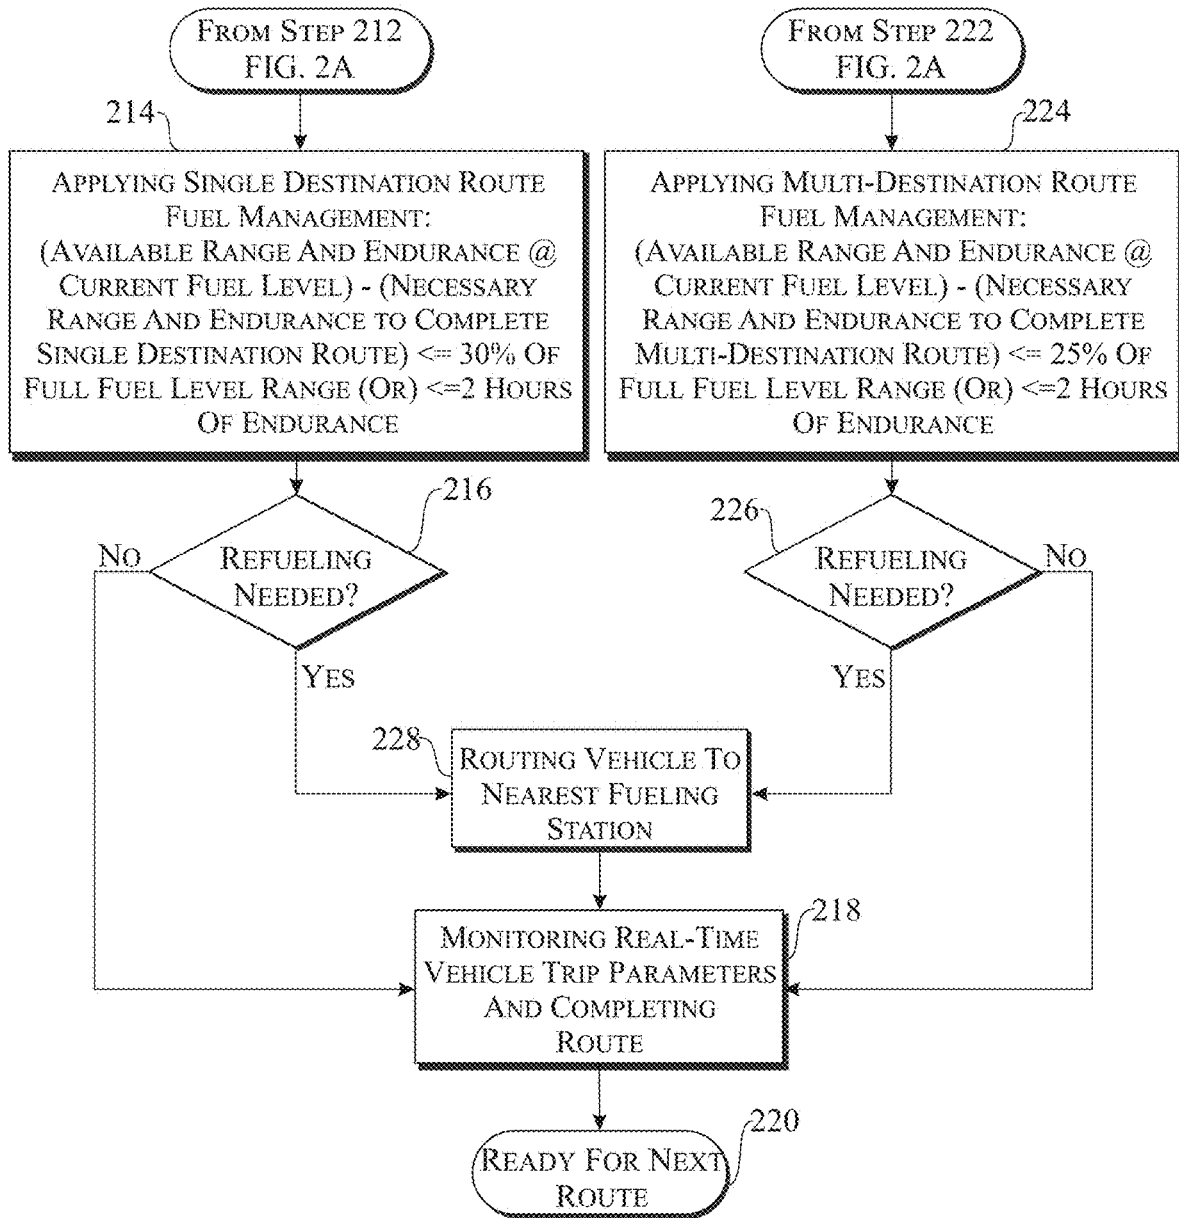 From Step 212
FIG. 2A
From Step 222
FIG. 2A
214
224
Applying Single Destination Route
Fuel Management:
(Available Range And Endurance @
Current Fuel Level) - (Necessary
Range And Endurance to Complete
Single Destination Route) <= 30% Of
Full Fuel Level Range (Or) <=2 Hours
Of Endurance
Applying Multi-Destination Route
Fuel Management:
(Available Range And Endurance @
Current Fuel Level) - (Necessary
Range And Endurance to Complete
Multi-Destination Route) <= 25% Of
Full Fuel Level Range (Or) <=2 Hours
Of Endurance
216
226
No
Refueling
Needed?
Yes
Refueling
Needed?
No
Yes
228
Routing Vehicle To
Nearest Fueling
Station
218
Monitoring Real-Time
Vehicle Trip Parameters
And Completing
Route
220
Ready For Next
Route